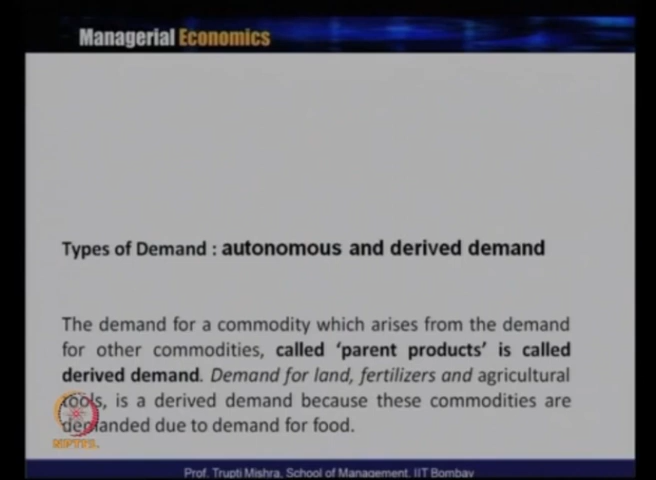 Managerial Economics
Types of Demand : autonomous and derived demand
The demand for a commodity which arises from the demand
for other commodities, called ‘parent products’ is called
derived demand. Demand for land, fertilizers and agricultural
tools, is a derived demand because these commodities are
demanded due to demand for food.
NPTEL
Prof. Trupti Mishra, School of Management, IIT Bombay